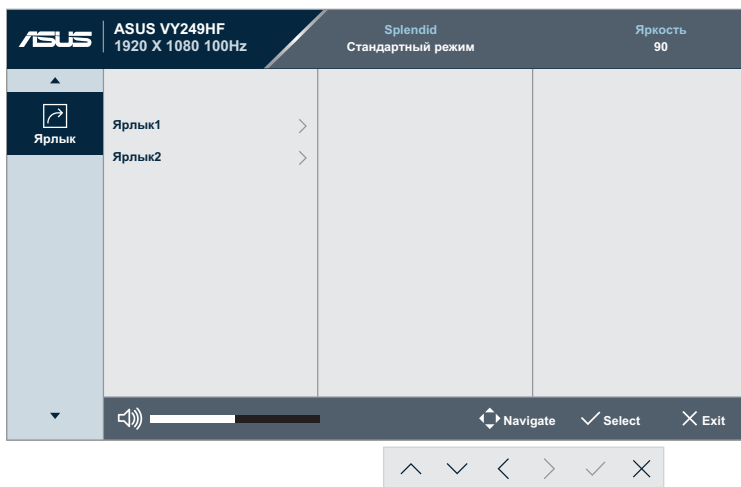 ASUS
ASUS VY249HF
1920 X 1080 100Hz
Splendid
Стандартный режим
Яркость
90
Ярлык
Ярлык1
Ярлык2
Navigate
Select
Exit